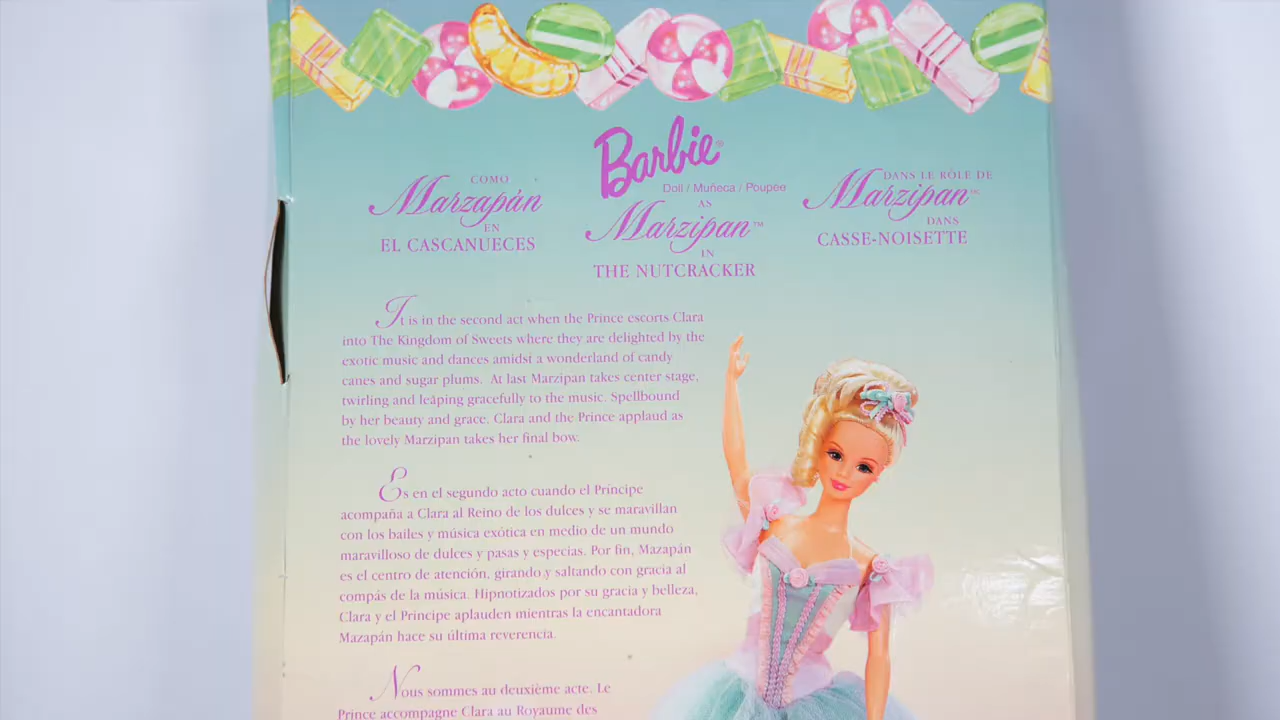 Barbie®
Doll / Muñeca / Poupée
COMO
Marzapán
EN
EL CASCANUECES
AS
Marzipan™
IN
THE NUTCRACKER
DANS LE RÔLE DE
Marzipan MC
DANS
CASSE-NOISETTE
It is in the second act when the Prince escorts Clara
into The Kingdom of Sweets where they are delighted by the
exotic music and dances amidst a wonderland of candy
canes and sugar plums. At last Marzipan takes center stage,
twirling and leaping gracefully to the music. Spellbound
by her beauty and grace, Clara and the Prince applaud as
the lovely Marzipan takes her final bow.
Es en el segundo acto cuando el Príncipe
acompaña a Clara al Reino de los dulces y se maravillan
con los bailes y música exótica en medio de un mundo
maravilloso de dulces y pasas y especias. Por fin, Mazapán
es el centro de atención, girando y saltando con gracia al
compás de la música. Hipnotizados por su gracia y belleza,
Clara y el Príncipe aplauden mientras la encantadora
Mazapán hace su última reverencia.
Nous sommes au deuxième acte. Le
Prince accompagne Clara au Royaume des